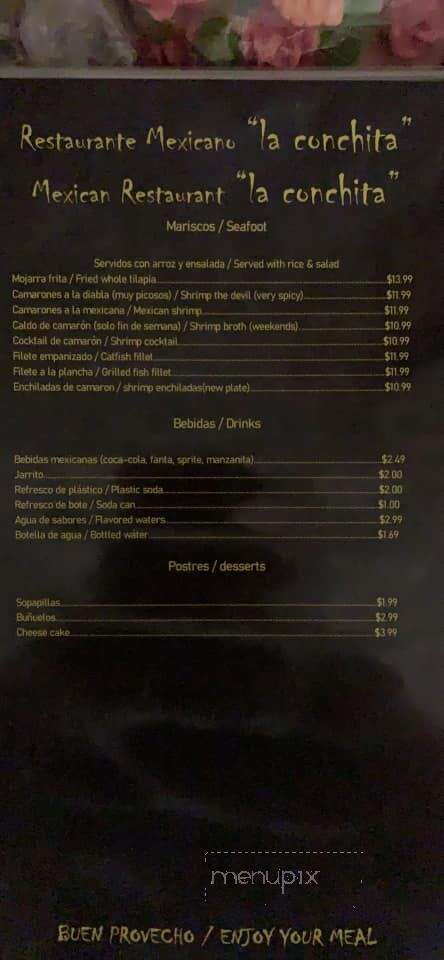 Restaurante Mexicano "la conchita"
Mexican Restaurant "la conchita"
Mariscos / Seafoot
Servidos con arroz y ensalada / Served with rice & salad
Mojarra frita / Fried whole tilapia $13.99
Camarones a la diabla (muy picosos) / Shrimp the devil (very spicy) $11.99
Camarones a la mexicana / Mexican shrimp $11.99
Caldo de camarón (solo fin de semana) / Shrimp broth (weekends) $10.99
Cocktail de camarón / Shrimp cocktail $10.99
Filete empanizado / Catfish fillet $11.99
Filete a la plancha / Grilled fish fillet $11.99
Enchiladas de camaron / shrimp enchiladas(new plate) $10.99
Bebidas / Drinks
Bebidas mexicanas (coca-cola, fanta, sprite, manzanita) $2.49
Jarrito $2.00
Refresco de plástico / Plastic soda $2.00
Refresco de bote / Soda can $1.00
Agua de sabores / Flavored waters $2.99
Botella de agua / Bottled water $1.69
Postres / desserts
Sopapillas $1.99
Buñuelos $2.99
Cheese cake $3.99
menupix
BUEN PROVECHO / ENJOY YOUR MEAL